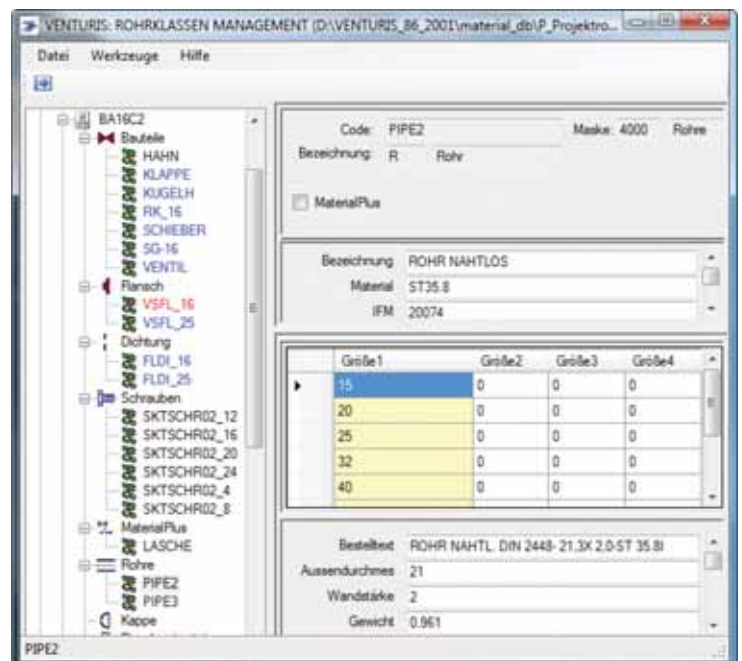 VENTURIS: ROHRKLASSEN MANAGEMENT (D:\VENTURIS_86_2001\material_db\P_Projektro...
Datei Werkzeuge Hilfe
BA16C2
Bauteile
HAHN
KLAPPE
KUGELH
RK_16
SCHIEBER
SG-16
VENTIL
Flansch
VSFL_16
VSFL_25
Dichtung
FLDI_16
FLDI_25
Schrauben
SKTSCHR02_12
SKTSCHR02_16
SKTSCHR02_20
SKTSCHR02_24
SKTSCHR02_4
SKTSCHR02_8
MaterialPlus
LASCHE
Rohre
PIPE2
PIPE3
Kappe
Code: PIPE2 Maske: 4000 Rohre
Bezeichnung: R Rohr
MaterialPlus
Bezeichnung ROHR NAHTLOS
Material ST35.8
IFM 20074
Größe1 Größe2 Größe3 Größe4
15 0 0 0
20 0 0 0
25 0 0 0
32 0 0 0
40 0 0 0
Bestelltext ROHR NAHTL. DIN 2448- 21,3X 2,0-ST 35.8I
Aussendurchmes 21
Wandstärke 2
Gewicht 0.961
PIPE2